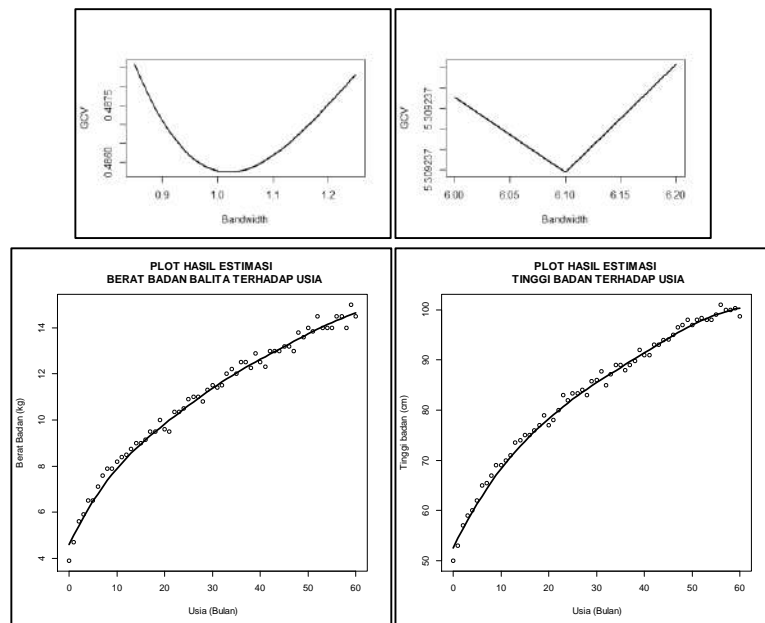 GCV
0.4875
0.4860
0.9 1.0 1.1 1.2
Bandwidth
GCV
5.309237
5.309237
6.00 6.05 6.10 6.15 6.20
Bandwidth
PLOT HASIL ESTIMASI
BERAT BADAN BALITA TERHADAP USIA
Berat Badan (kg)
14
12
10
8
6
4
0 10 20 30 40 50 60
Usia (Bulan)
PLOT HASIL ESTIMASI
TINGGI BADAN TERHADAP USIA
Tinggi badan (cm)
100
90
80
70
60
50
0 10 20 30 40 50 60
Usia (Bulan)